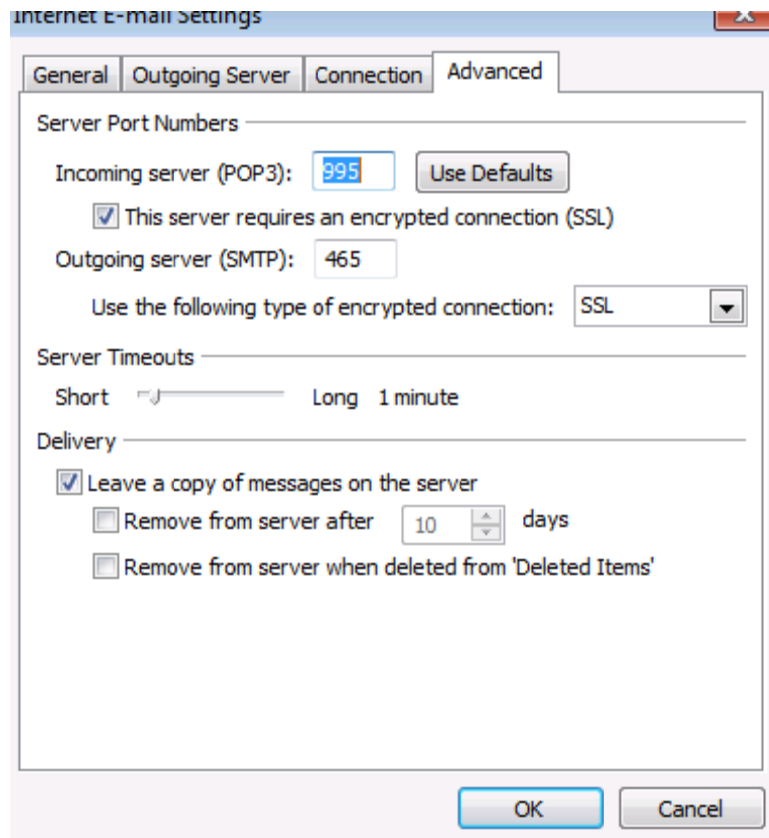 Internet E-mail Settings
General Outgoing Server Connection Advanced
Server Port Numbers
Incoming server (POP3): 995 Use Defaults
This server requires an encrypted connection (SSL)
Outgoing server (SMTP): 465
Use the following type of encrypted connection: SSL
Server Timeouts
Short Long 1 minute
Delivery
Leave a copy of messages on the server
Remove from server after 10 days
Remove from server when deleted from 'Deleted Items'
OK Cancel